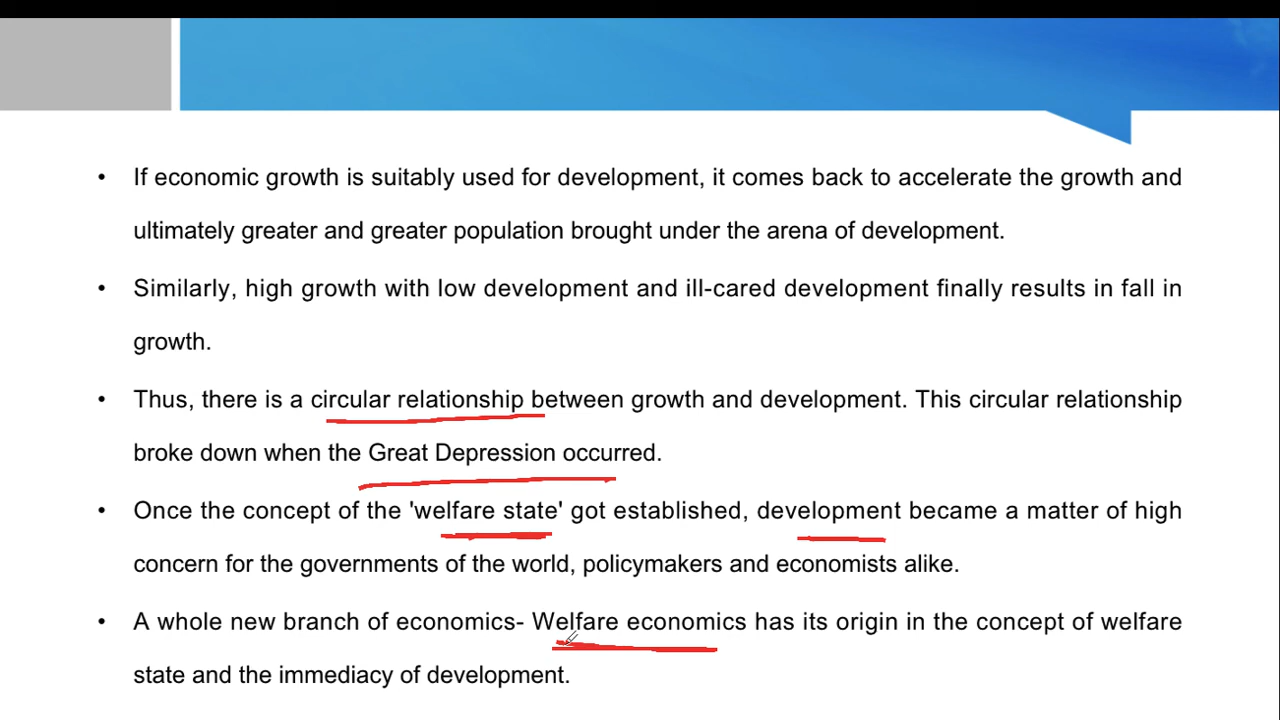 • If economic growth is suitably used for development, it comes back to accelerate the growth and
ultimately greater and greater population brought under the arena of development.
• Similarly, high growth with low development and ill-cared development finally results in fall in
growth.
• Thus, there is a circular relationship between growth and development. This circular relationship
broke down when the Great Depression occurred.
• Once the concept of the 'welfare state' got established, development became a matter of high
concern for the governments of the world, policymakers and economists alike.
• A whole new branch of economics- Welfare economics has its origin in the concept of welfare
state and the immediacy of development.